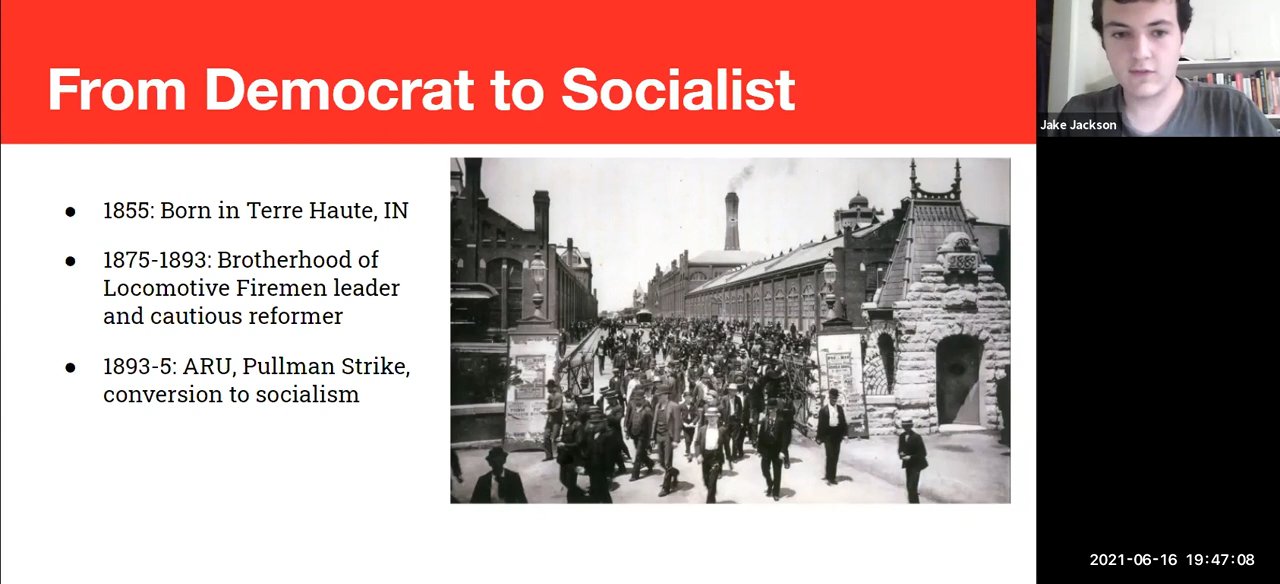 From Democrat to Socialist
● 1855: Born in Terre Haute, IN
● 1875-1893: Brotherhood of
Locomotive Firemen leader
and cautious reformer
● 1893-5: ARU, Pullman Strike,
conversion to socialism
Jake Jackson
2021-06-16 19:47:08